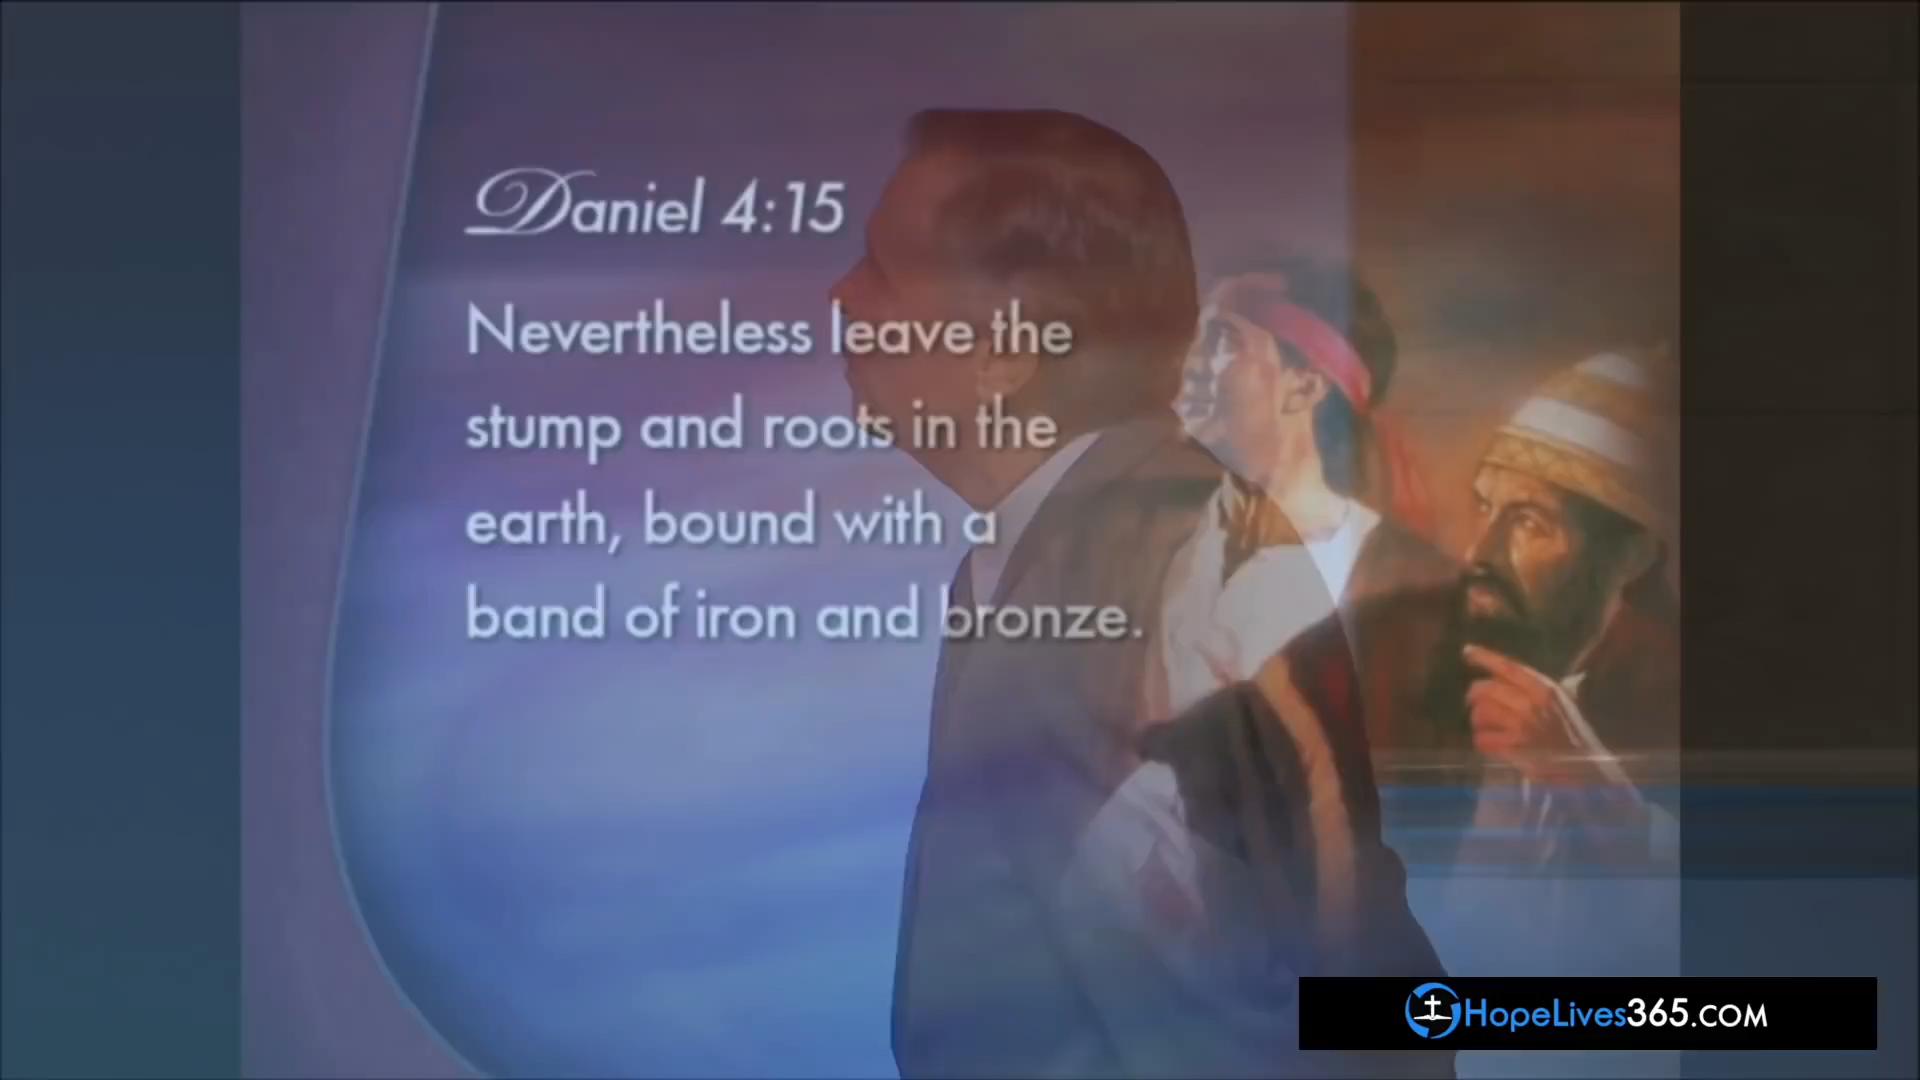 Daniel 4:15
Nevertheless leave the
stump and roots in the
earth, bound with a
band of iron and bronze.
HopeLives365.COM